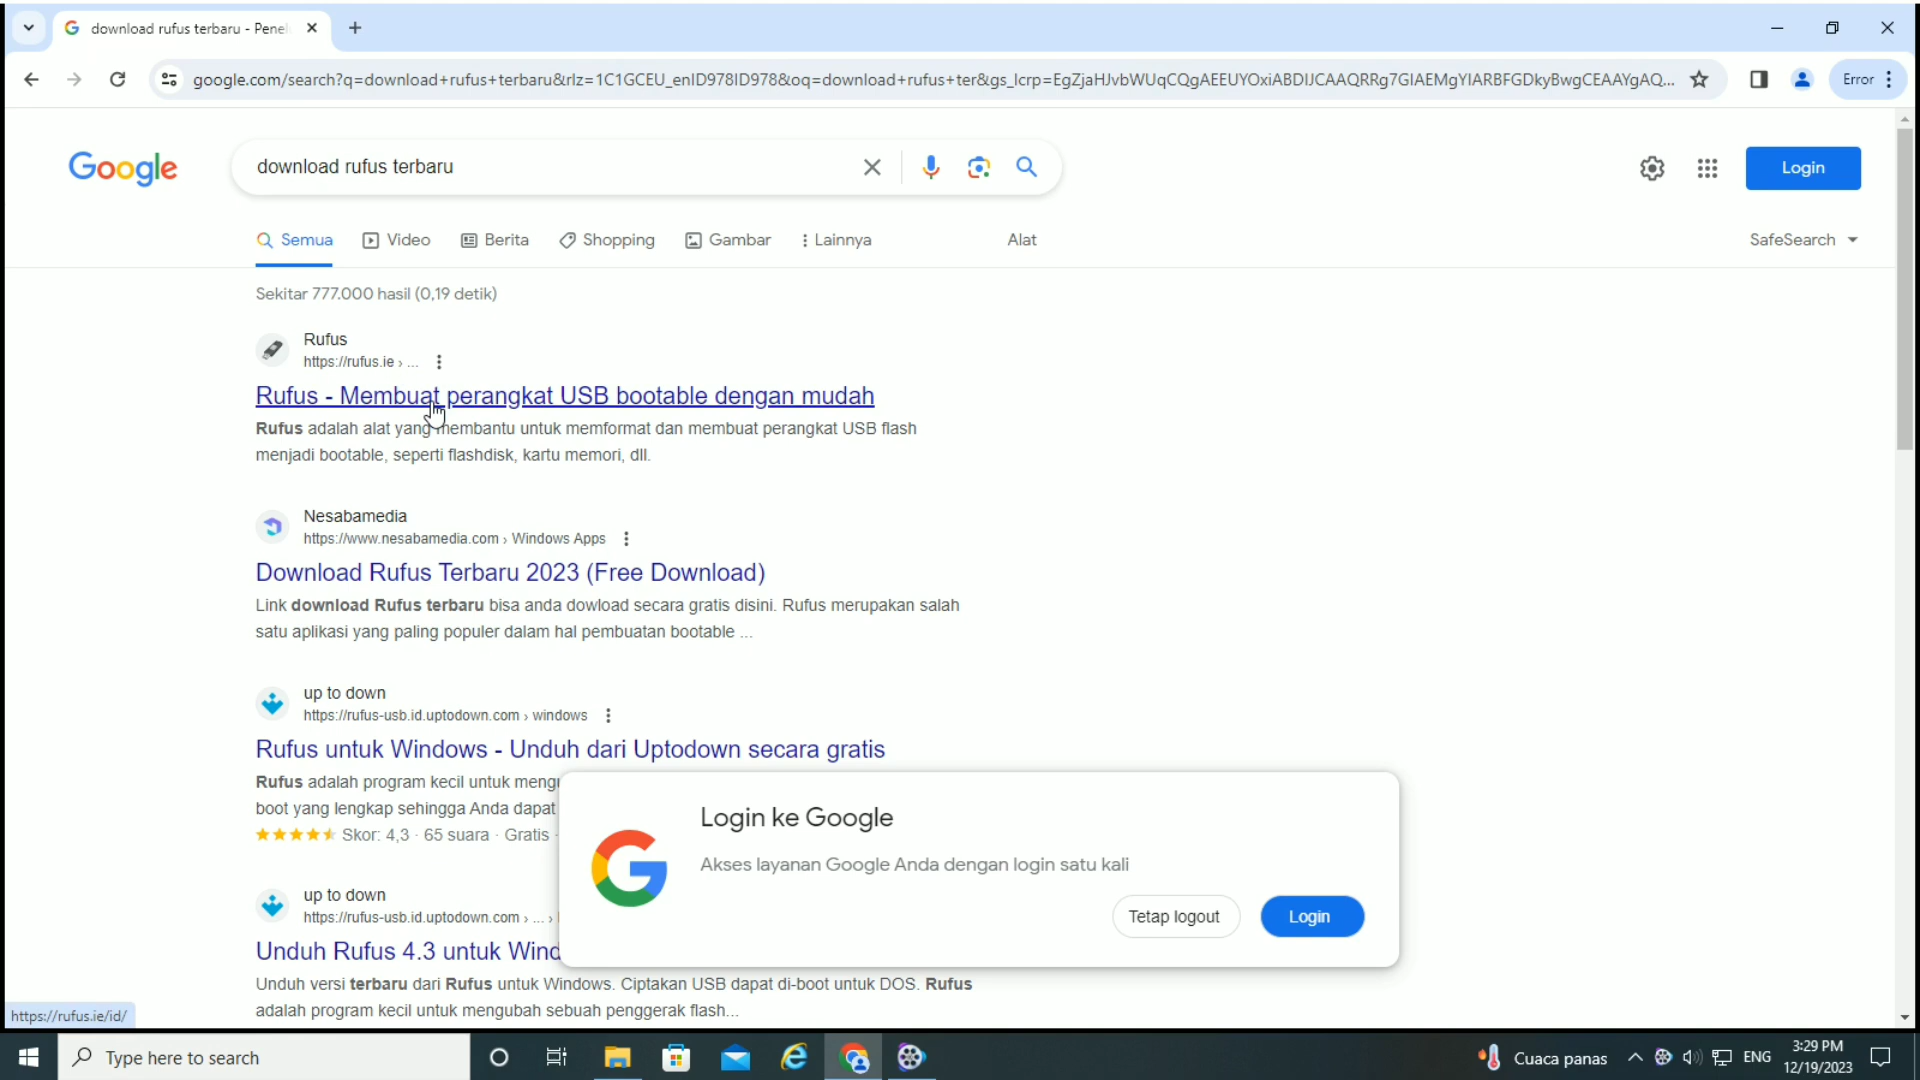 download rufus terbaru - Penel
google.com/search?q=download+rufus+terbaru&rlz=1C1GCEU_enID978ID978&oq=download+rufus+ter&gs_lcrp=EgZjaHJvbWUqCQgAEEUYOxiABDIJCAAQRRg7GIAEMgYIARBFGDkyBwgCEAAYgAQ...
Error
Google
download rufus terbaru
Login
Semua
Video
Berita
Shopping
Gambar
Lainnya
Alat
SafeSearch
Sekitar 777.000 hasil (0,19 detik)
Rufus
https://rufus.ie › ...
Rufus - Membuat perangkat USB bootable dengan mudah
Rufus adalah alat yang membantu untuk memformat dan membuat perangkat USB flash
menjadi bootable, seperti flashdisk, kartu memori, dll.
Nesabamedia
https://www.nesabamedia.com › Windows Apps
Download Rufus Terbaru 2023 (Free Download)
Link download Rufus terbaru bisa anda dowload secara gratis disini. Rufus merupakan salah
satu aplikasi yang paling populer dalam hal pembuatan bootable ...
up to down
https://rufus-usb.id.uptodown.com › windows
Rufus untuk Windows - Unduh dari Uptodown secara gratis
Rufus adalah program kecil untuk mengu
boot yang lengkap sehingga Anda dapat
Skor: 4,3 · 65 suara · Gratis ·
Login ke Google
Akses layanan Google Anda dengan login satu kali
Tetap logout
Login
up to down
https://rufus-usb.id.uptodown.com › ... ›
Unduh Rufus 4.3 untuk Wind
Unduh versi terbaru dari Rufus untuk Windows. Ciptakan USB dapat di-boot untuk DOS. Rufus
adalah program kecil untuk mengubah sebuah penggerak flash...
https://rufus.ie/id/
Type here to search
Cuaca panas
ENG
3:29 PM
12/19/2023